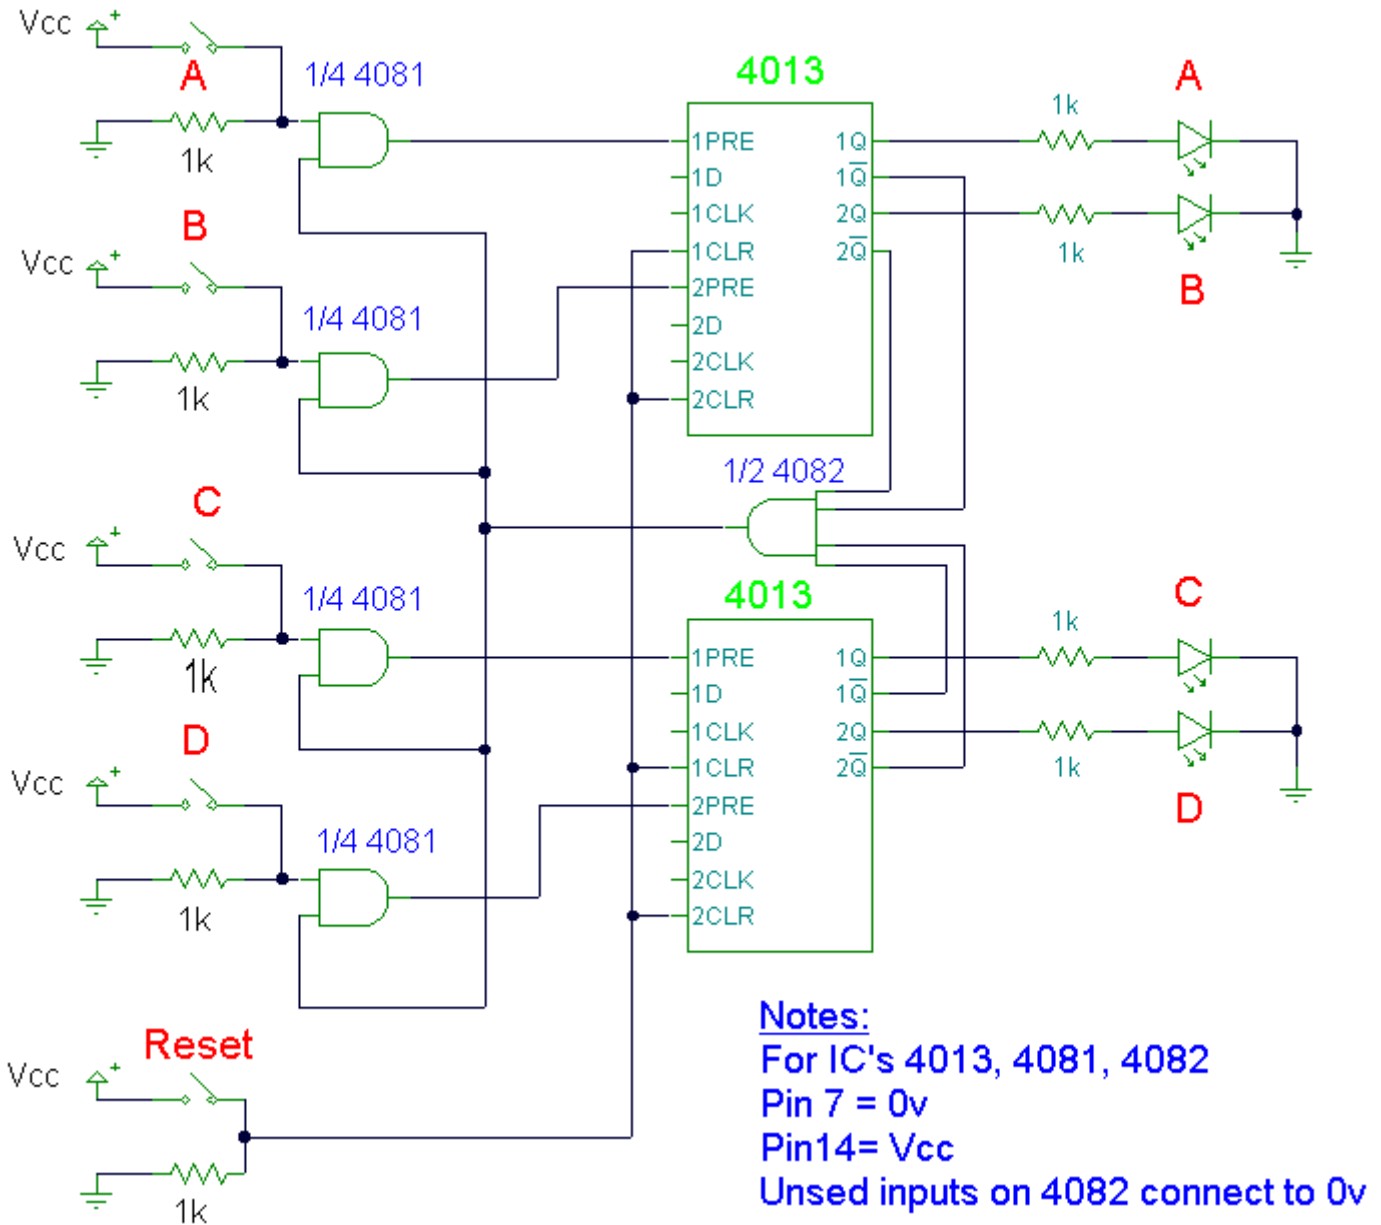 Vcc +
A
1k
1/4 4081
B
Vcc +
1/4 4081
1k
C
Vcc +
1/4 4081
1k
D
Vcc +
1/4 4081
1k
Reset
Vcc +
1k
4013
1PRE 1Q
1D 1Q̅
1CLK 2Q
1CLR 2Q̅
2PRE
2D
2CLK
2CLR
1/2 4082
4013
1PRE 1Q
1D 1Q̅
1CLK 2Q
1CLR 2Q̅
2PRE
2D
2CLK
2CLR
A
1k
1k
B
C
1k
1k
D
Notes:
For IC's 4013, 4081, 4082
Pin 7 = 0v
Pin14= Vcc
Unsed inputs on 4082 connect to 0v